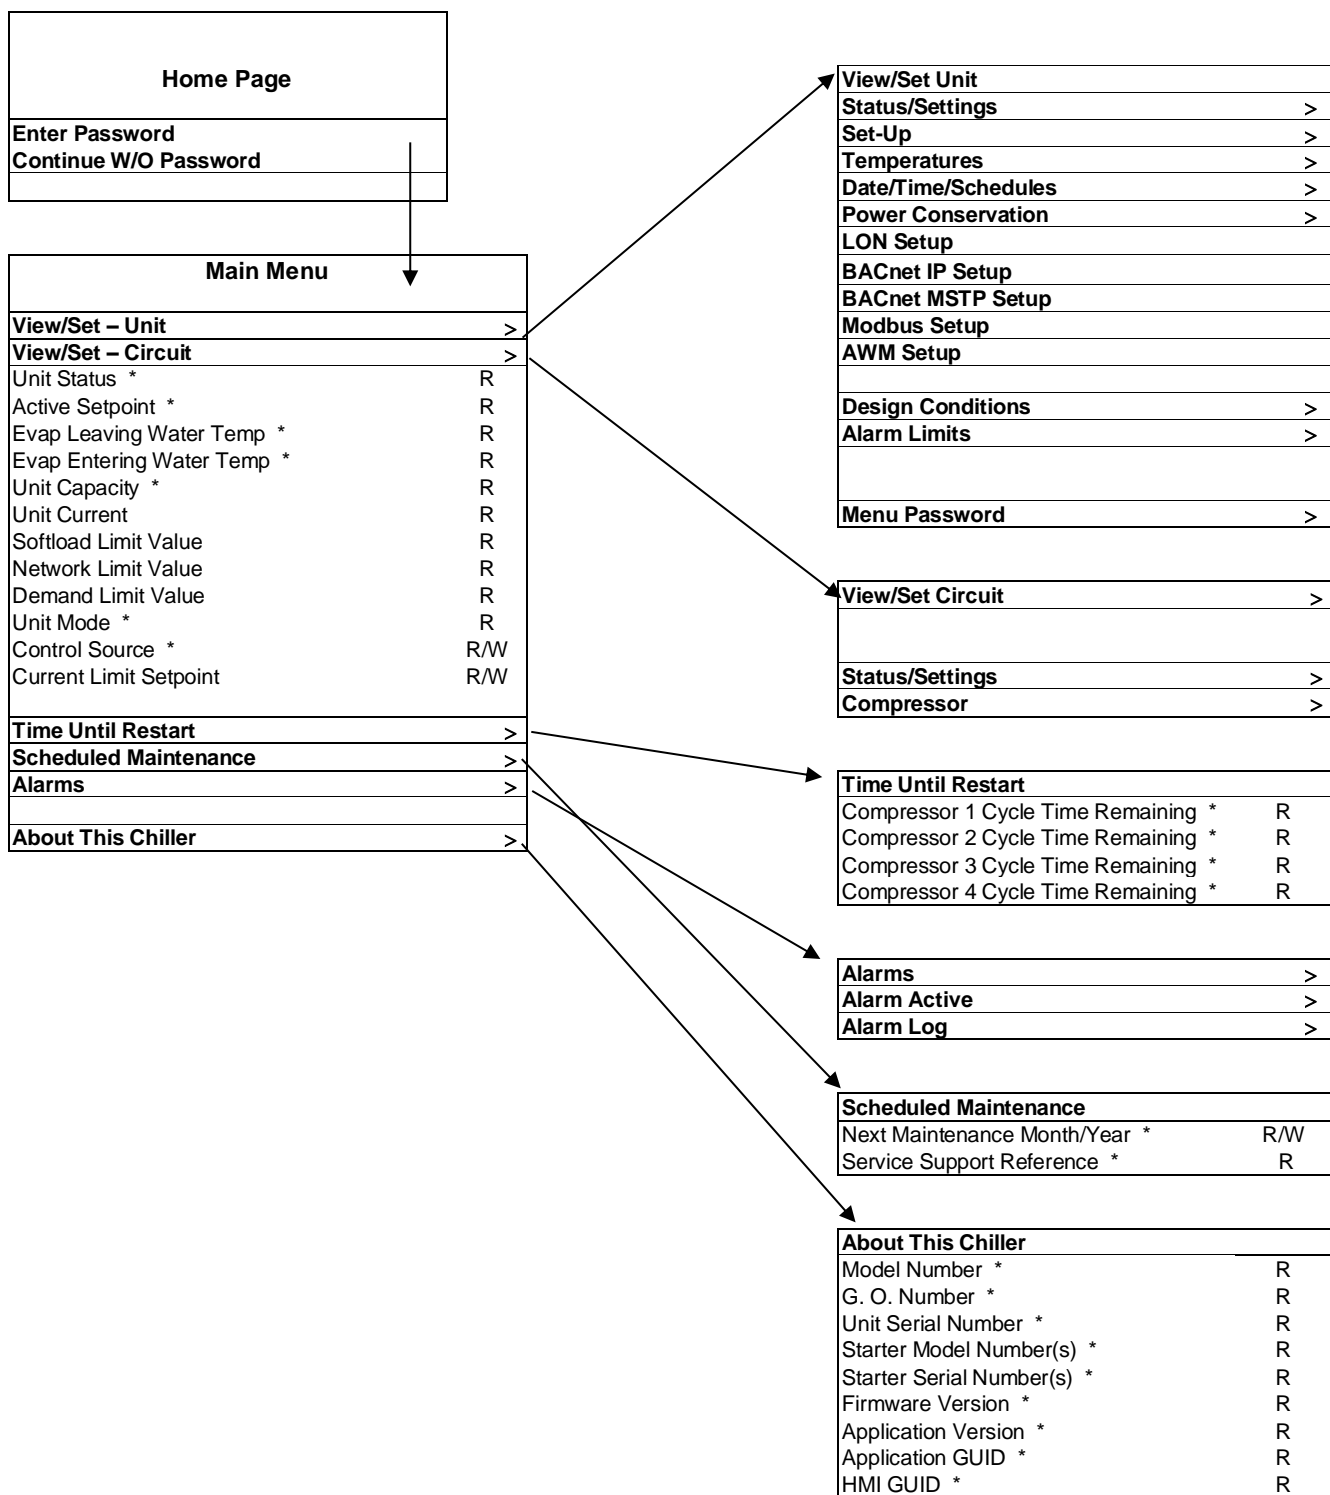 Home Page
Enter Password
Continue W/O Password
Main Menu
View/Set – Unit >
View/Set – Circuit >
Unit Status * R
Active Setpoint * R
Evap Leaving Water Temp * R
Evap Entering Water Temp * R
Unit Capacity * R
Unit Current R
Softload Limit Value R
Network Limit Value R
Demand Limit Value R
Unit Mode * R
Control Source * R/W
Current Limit Setpoint R/W
Time Until Restart >
Scheduled Maintenance >
Alarms >
About This Chiller >
View/Set Unit
Status/Settings >
Set-Up >
Temperatures >
Date/Time/Schedules >
Power Conservation >
LON Setup
BACnet IP Setup
BACnet MSTP Setup
Modbus Setup
AWM Setup
Design Conditions >
Alarm Limits >
Menu Password >
View/Set Circuit >
Status/Settings >
Compressor >
Time Until Restart
Compressor 1 Cycle Time Remaining * R
Compressor 2 Cycle Time Remaining * R
Compressor 3 Cycle Time Remaining * R
Compressor 4 Cycle Time Remaining * R
Alarms >
Alarm Active >
Alarm Log >
Scheduled Maintenance
Next Maintenance Month/Year * R/W
Service Support Reference * R
About This Chiller
Model Number * R
G. O. Number * R
Unit Serial Number * R
Starter Model Number(s) * R
Starter Serial Number(s) * R
Firmware Version * R
Application Version * R
Application GUID * R
HMI GUID * R